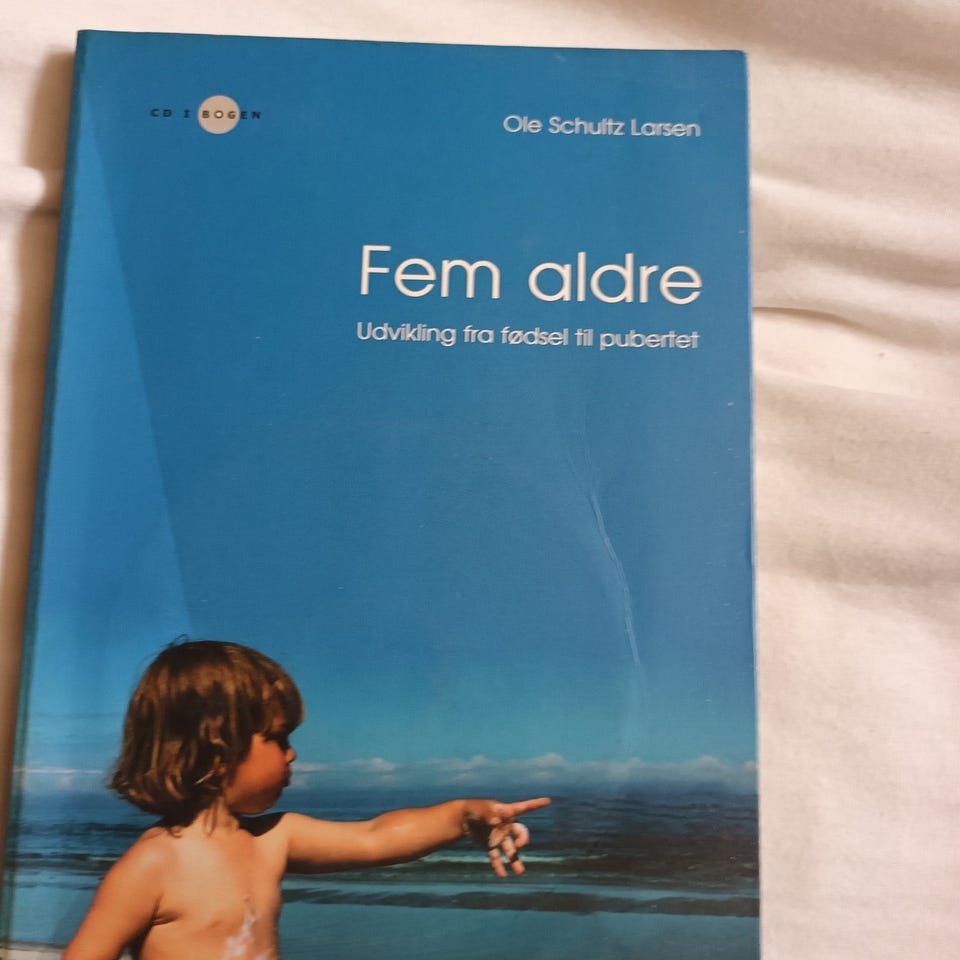 CD I BOGEN
Ole Schultz Larsen
Fem aldre
Udvikling fra fødsel til pubertet